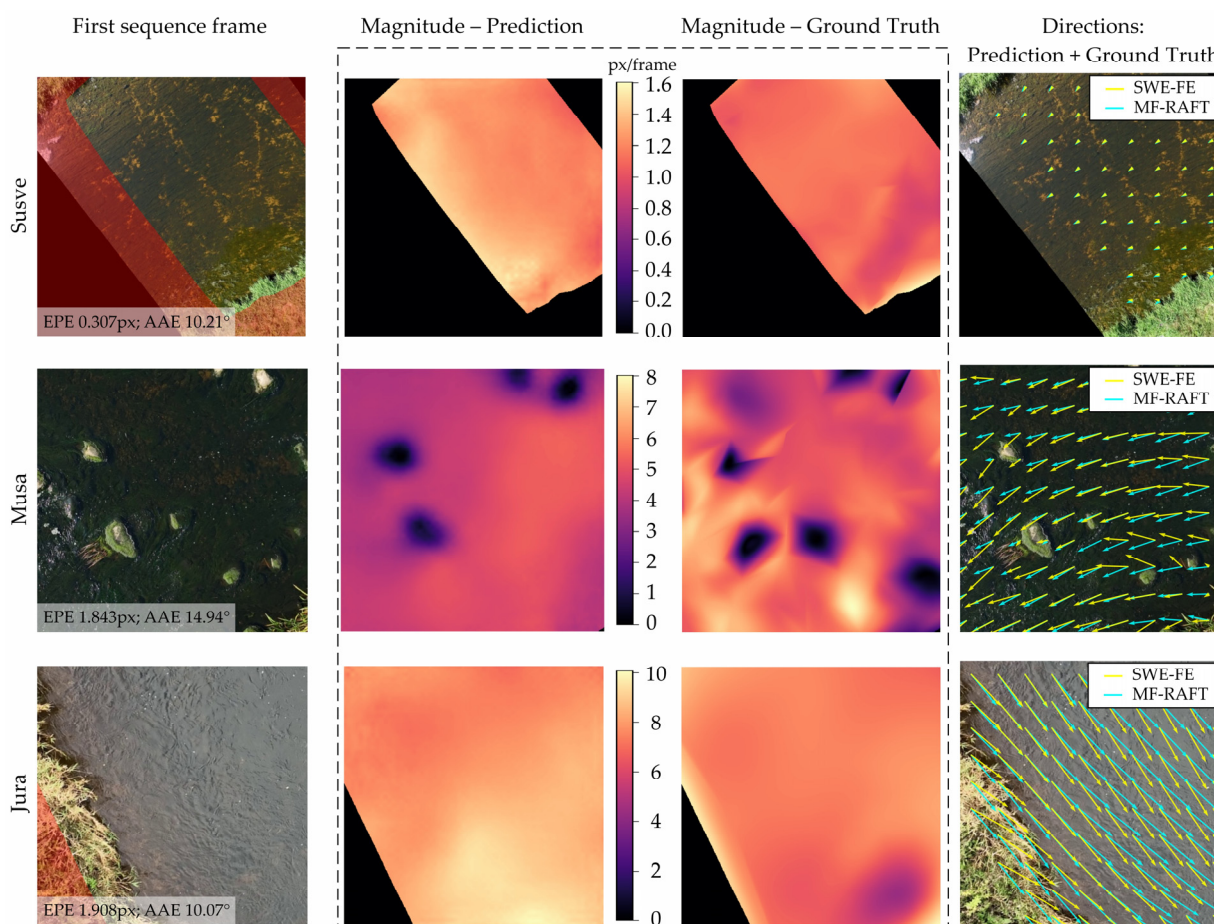 First sequence frame
Magnitude – Prediction
Magnitude – Ground Truth
Directions:
Prediction + Ground Truth
px/frame
Susve
EPE 0.307px; AAE 10.21°
1.6
1.4
1.2
1.0
0.8
0.6
0.4
0.2
0.0
SWE-FE
MF-RAFT
Musa
EPE 1.843px; AAE 14.94°
8
7
6
5
4
3
2
1
0
SWE-FE
MF-RAFT
Jura
EPE 1.908px; AAE 10.07°
10
8
6
4
2
0
SWE-FE
MF-RAFT